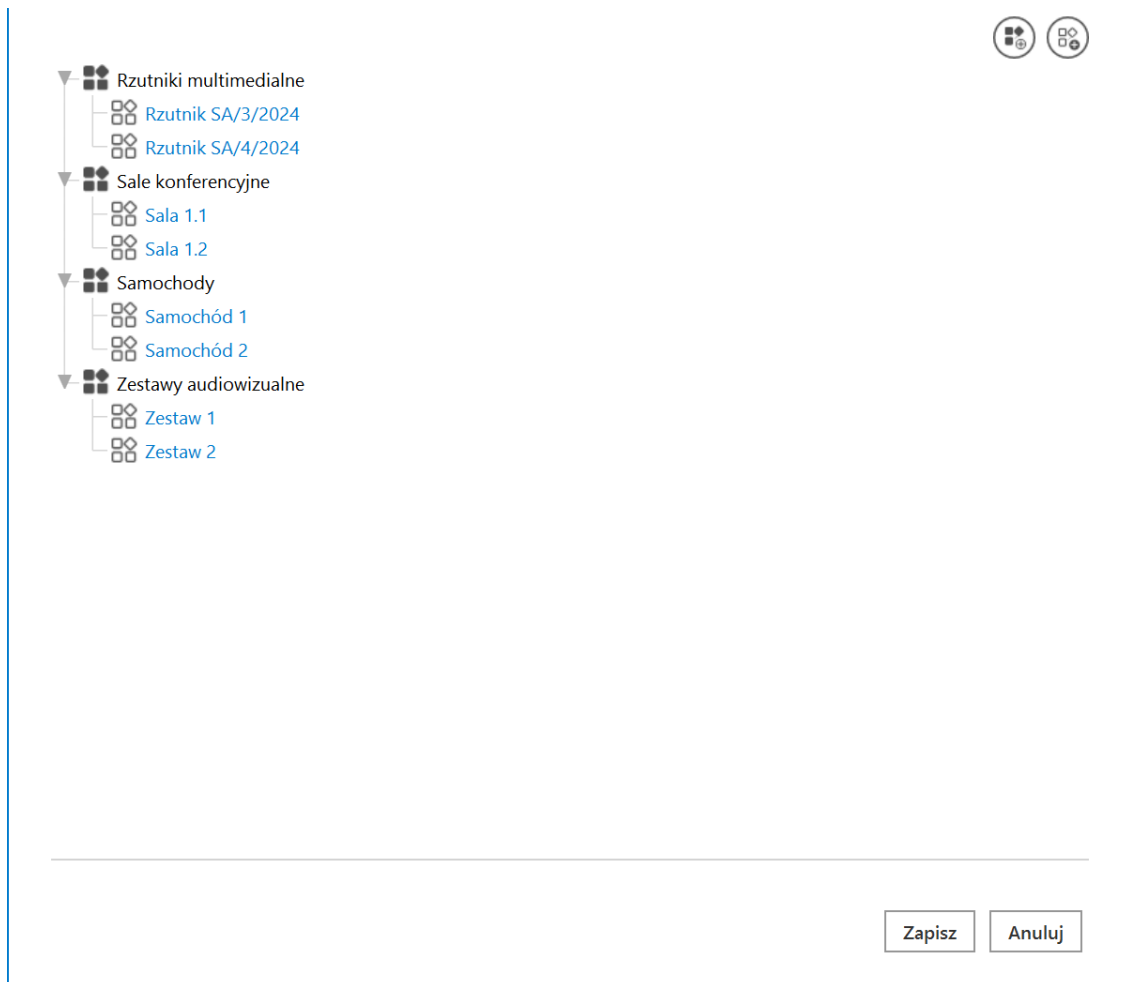 Rzutniki multimedialne
Rzutnik SA/3/2024
Rzutnik SA/4/2024
Sale konferencyjne
Sala 1.1
Sala 1.2
Samochody
Samochód 1
Samochód 2
Zestawy audiowizualne
Zestaw 1
Zestaw 2
Zapisz Anuluj